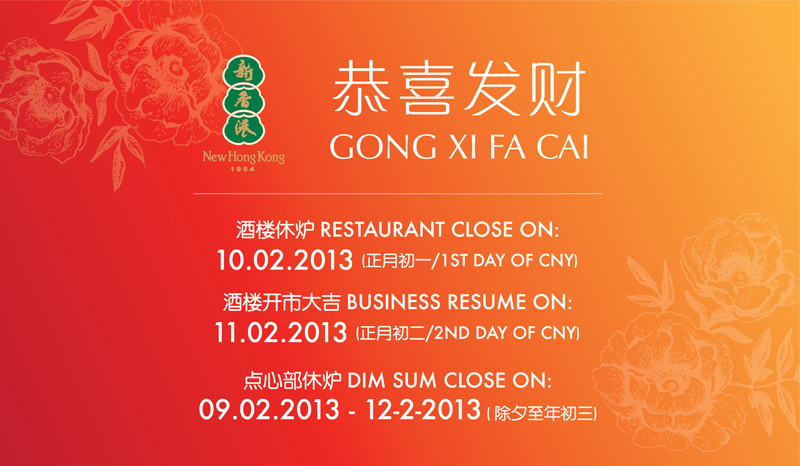 新
香
港
New Hong Kong
1954
恭喜发财
GONG XI FA CAI
酒楼休炉 RESTAURANT CLOSE ON:
10.02.2013 (正月初一/1ST DAY OF CNY)
酒楼开市大吉 BUSINESS RESUME ON:
11.02.2013 (正月初二/2ND DAY OF CNY)
点心部休炉 DIM SUM CLOSE ON:
09.02.2013 - 12-2-2013 ( 除夕至年初三)